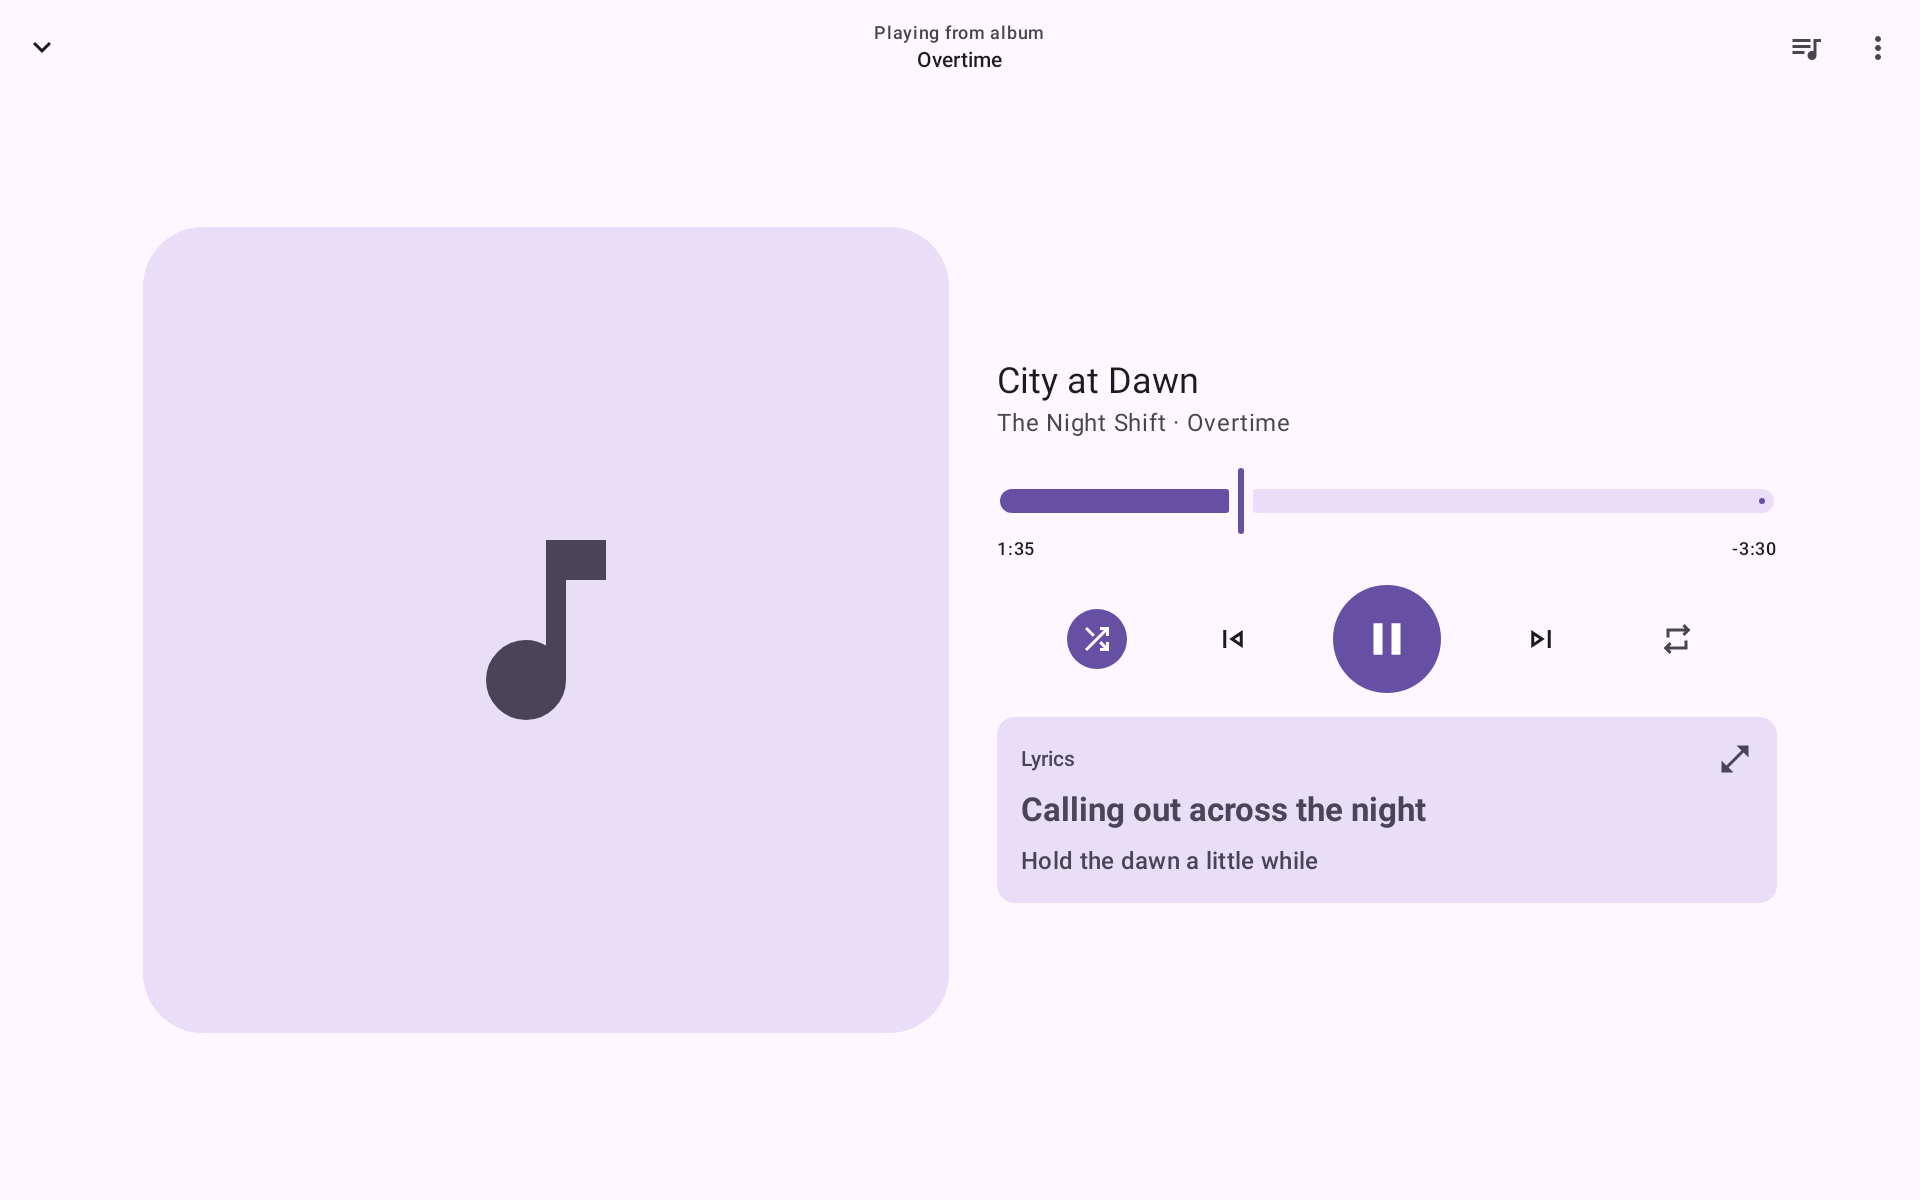 Playing from album
Overtime
City at Dawn
The Night Shift · Overtime
1:35
-3:30
Lyrics
Calling out across the night
Hold the dawn a little while